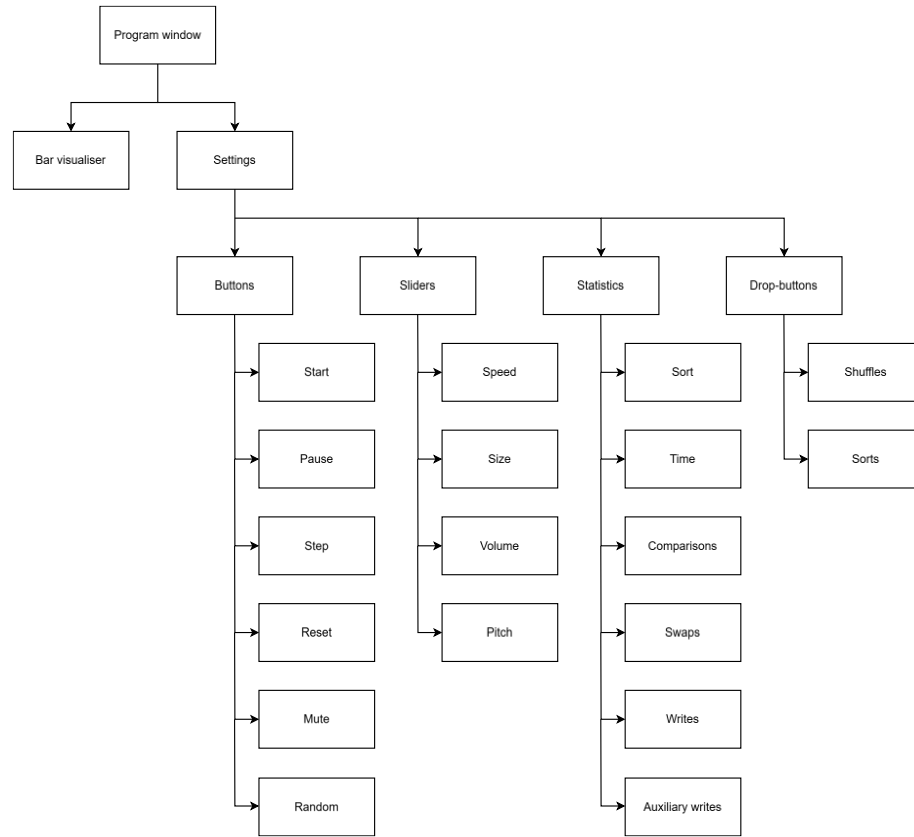 Program window
Bar visualiser
Settings
Buttons
Sliders
Statistics
Drop-buttons
Start
Speed
Sort
Shuffles
Pause
Size
Time
Sorts
Step
Volume
Comparisons
Reset
Pitch
Swaps
Mute
Writes
Random
Auxiliary writes